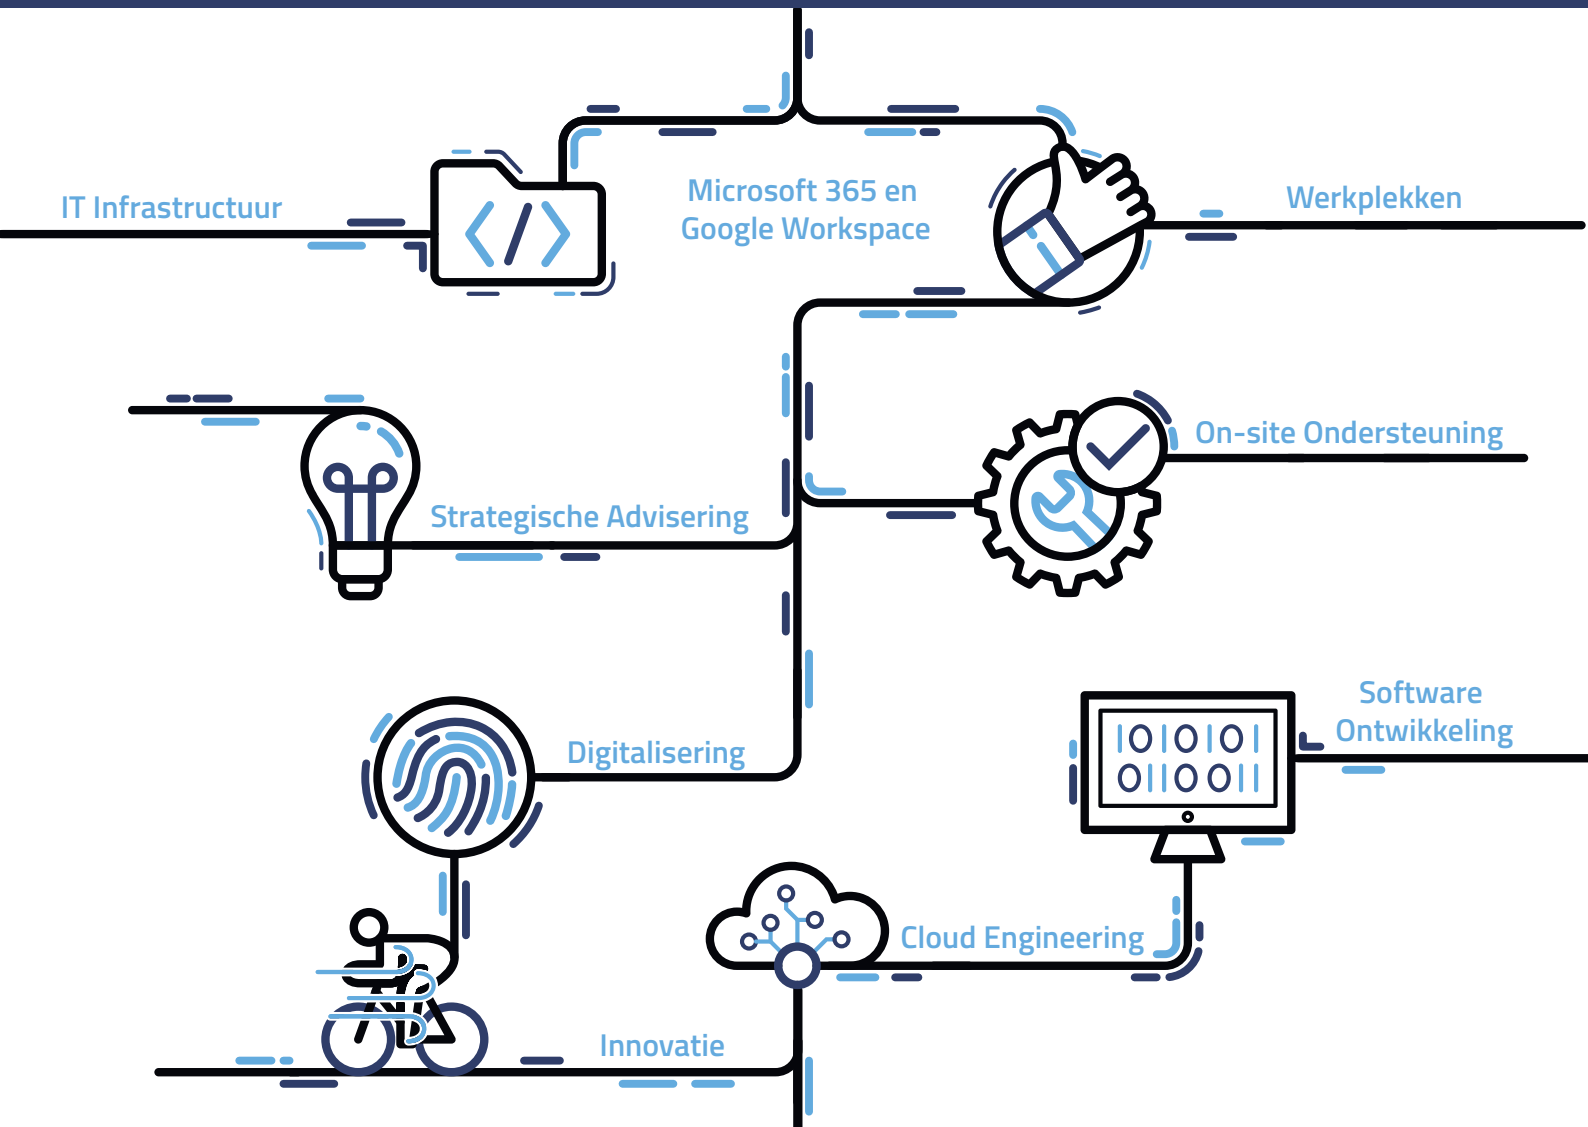 IT Infrastructuur
Microsoft 365 en
Google Workspace
Werkplekken
On-site Ondersteuning
Strategische Advisering
Software
Ontwikkeling
Digitalisering
Cloud Engineering
Innovatie